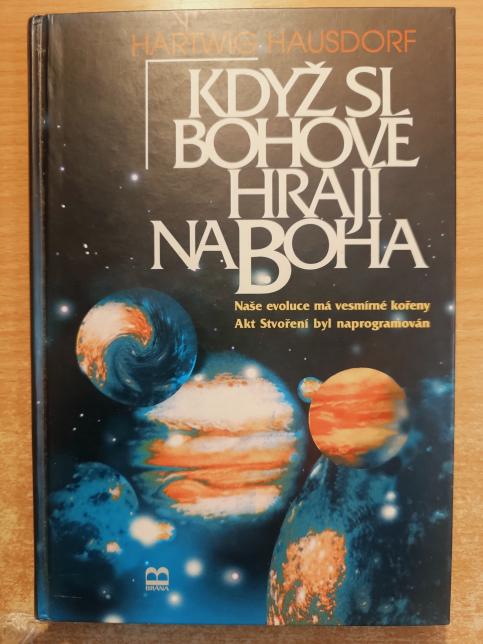 HARTWIG HAUSDORF
KDYŽ SI
BOHOVÉ
HRAJÍ
NA BOHA
Naše evoluce má vesmírné kořeny
Akt Stvoření byl naprogramován
B
BRÁNA